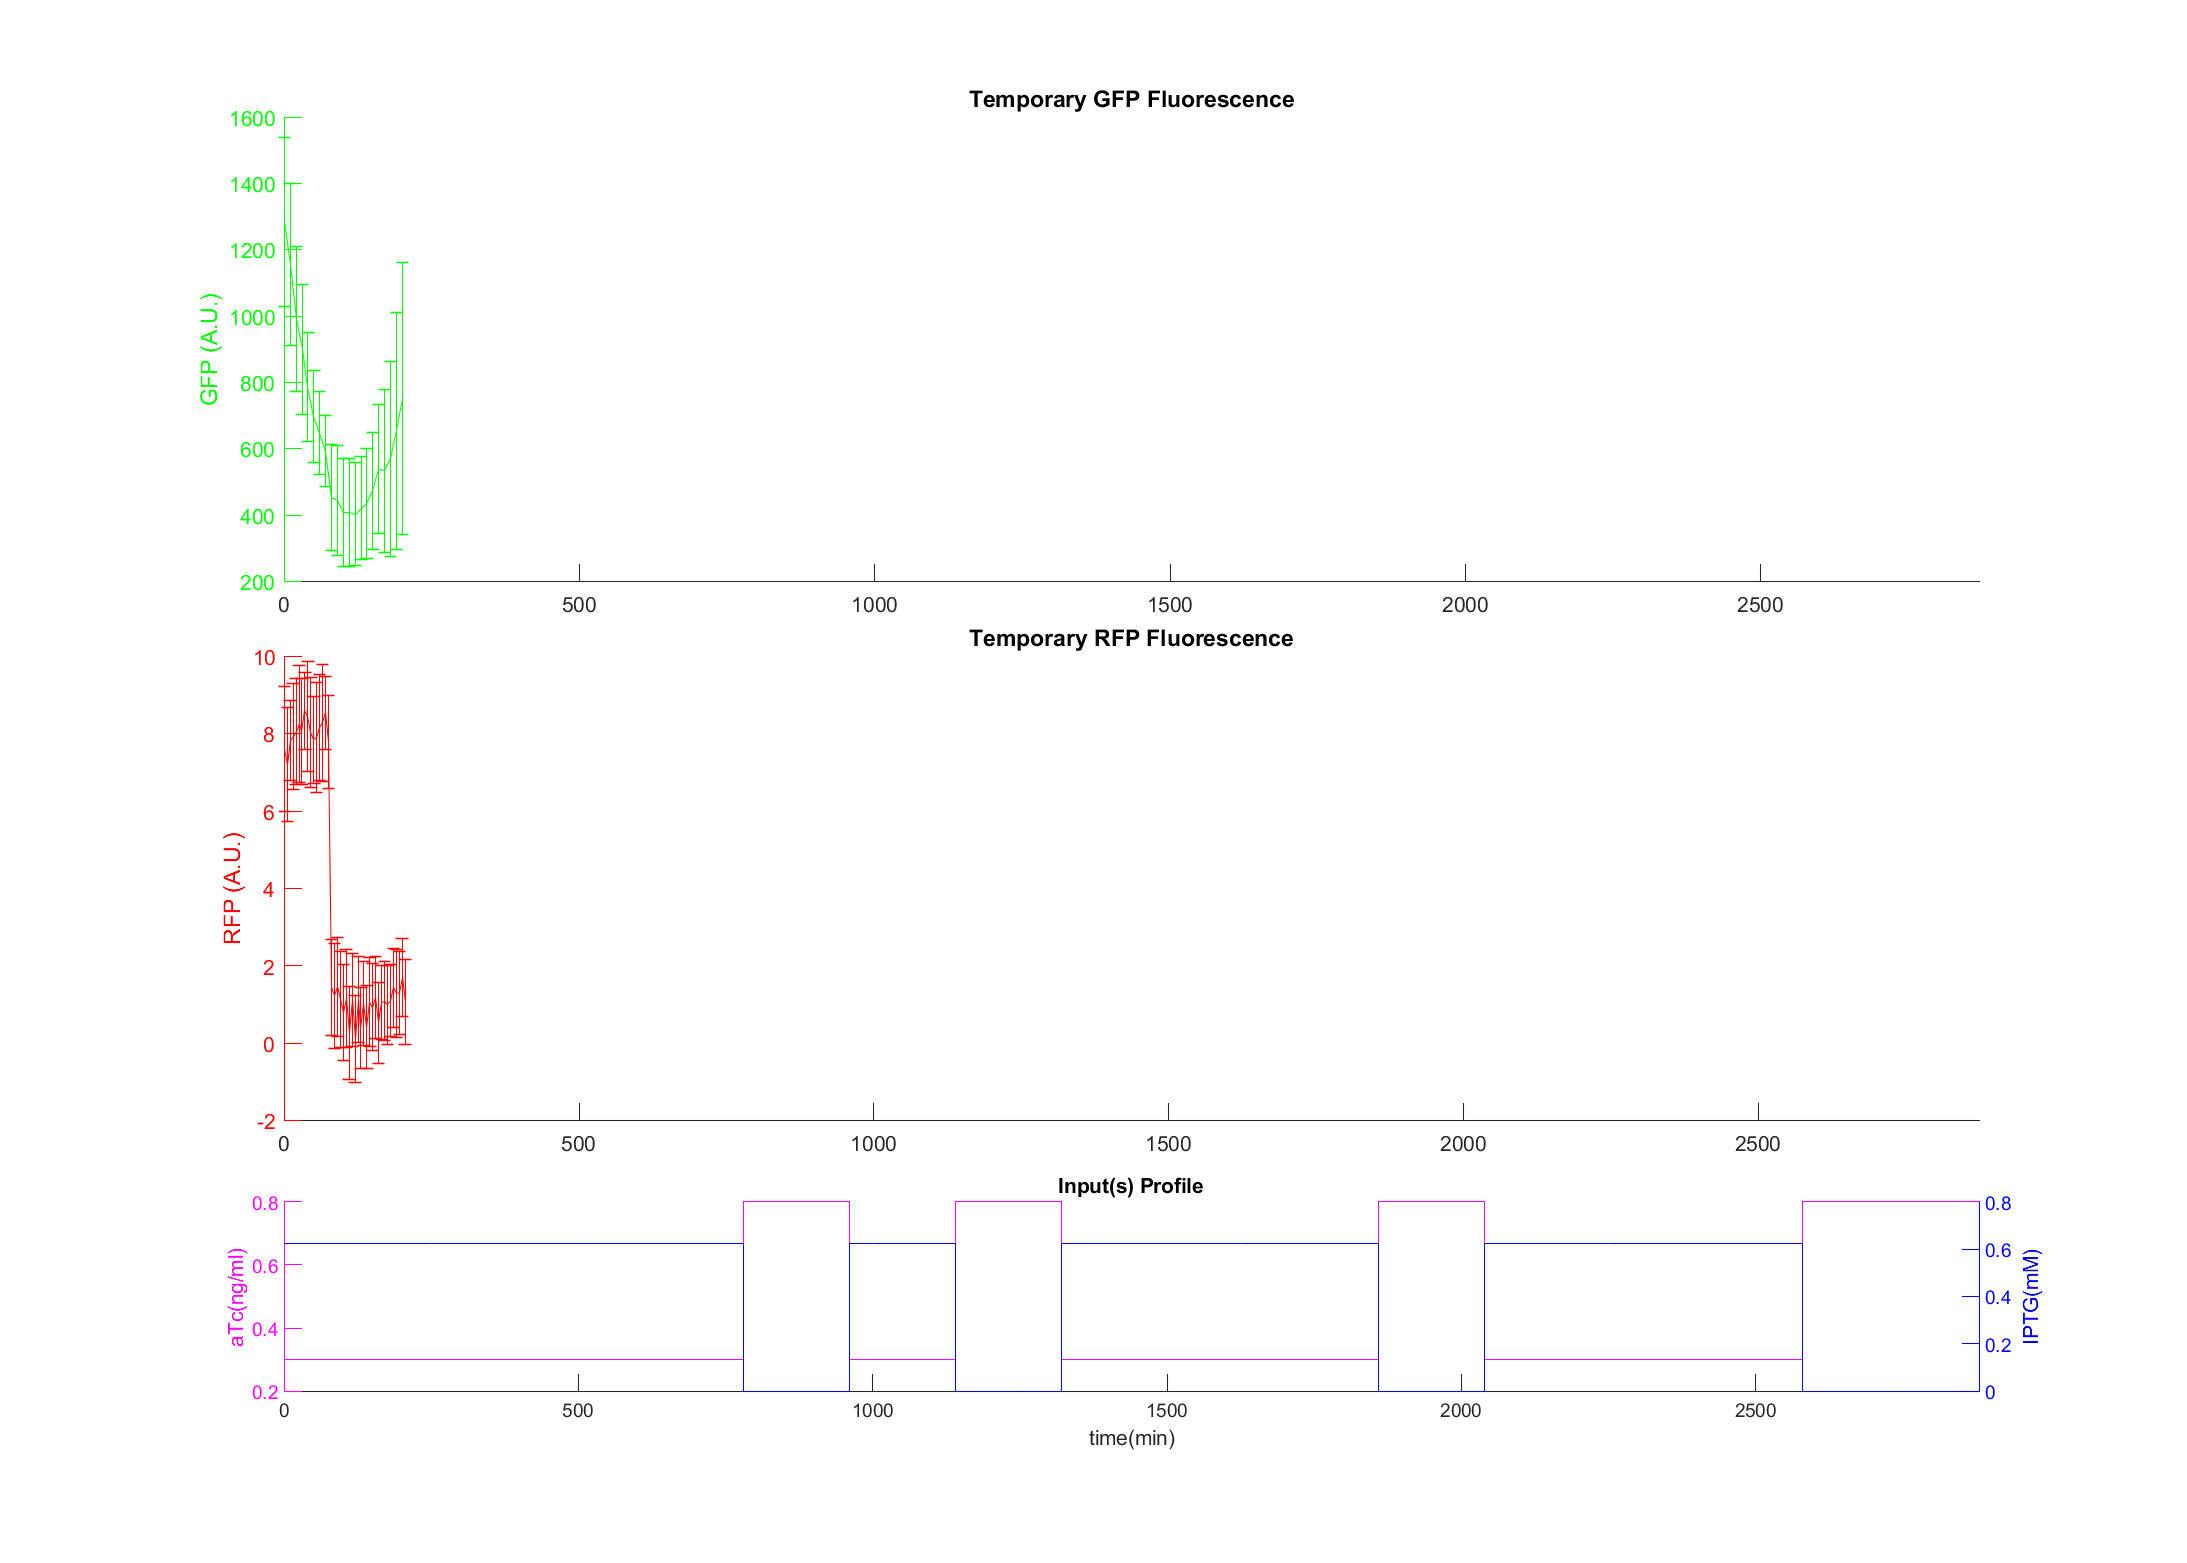 Temporary GFP Fluorescence
1600
1400
1200
1000
800
600
400
200
GFP (A.U.)
0 500 1000 1500 2000 2500
Temporary RFP Fluorescence
10
8
6
4
2
0
-2
RFP (A.U.)
0 500 1000 1500 2000 2500
Input(s) Profile
0.8
0.6
0.4
0.2
aTc(ng/ml)
0.8
0.6
0.4
0.2
0
IPTG(mM)
0 500 1000 1500 2000 2500
time(min)